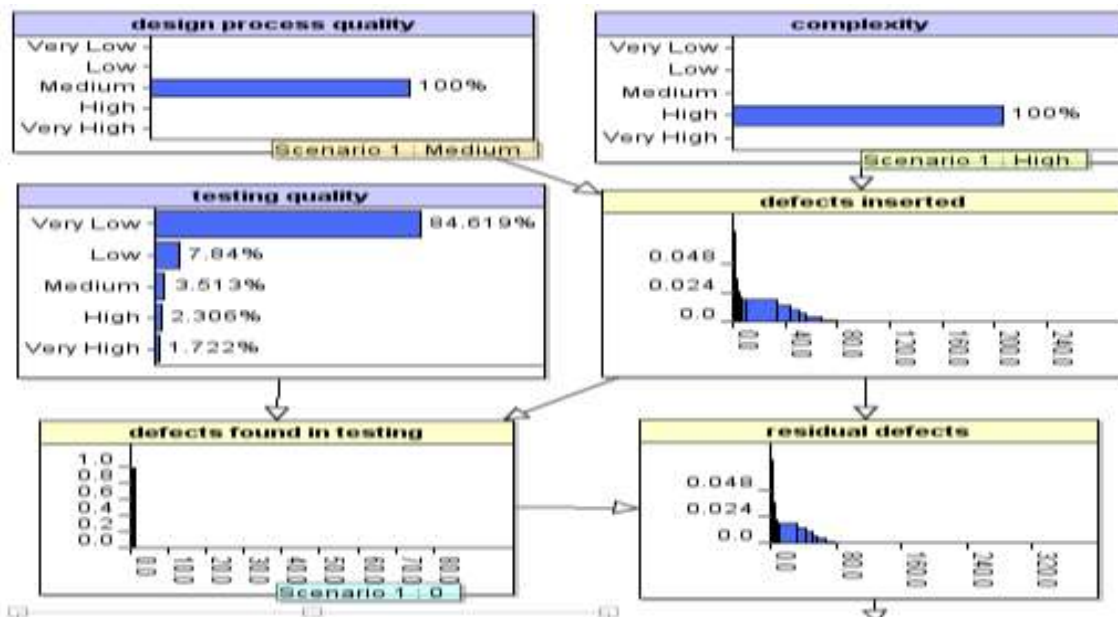 design process quality
Very Low
Low
Medium 100%
High
Very High
Scenario 1 : Medium
complexity
Very Low
Low
Medium
High 100%
Very High
Scenario 1 : High
testing quality
Very Low 84.619%
Low 7.84%
Medium 3.513%
High 2.306%
Very High 1.722%
defects inserted
0.048
0.024
0.0
0.0 40.0 80.0 120.0 160.0 200.0 240.0
defects found in testing
1.0
0.8
0.6
0.4
0.2
0.0
0.0 10.0 20.0 30.0 40.0 50.0 60.0 70.0 80.0
Scenario 1 : 0
residual defects
0.048
0.024
0.0
0.0 80.0 160.0 240.0 320.0